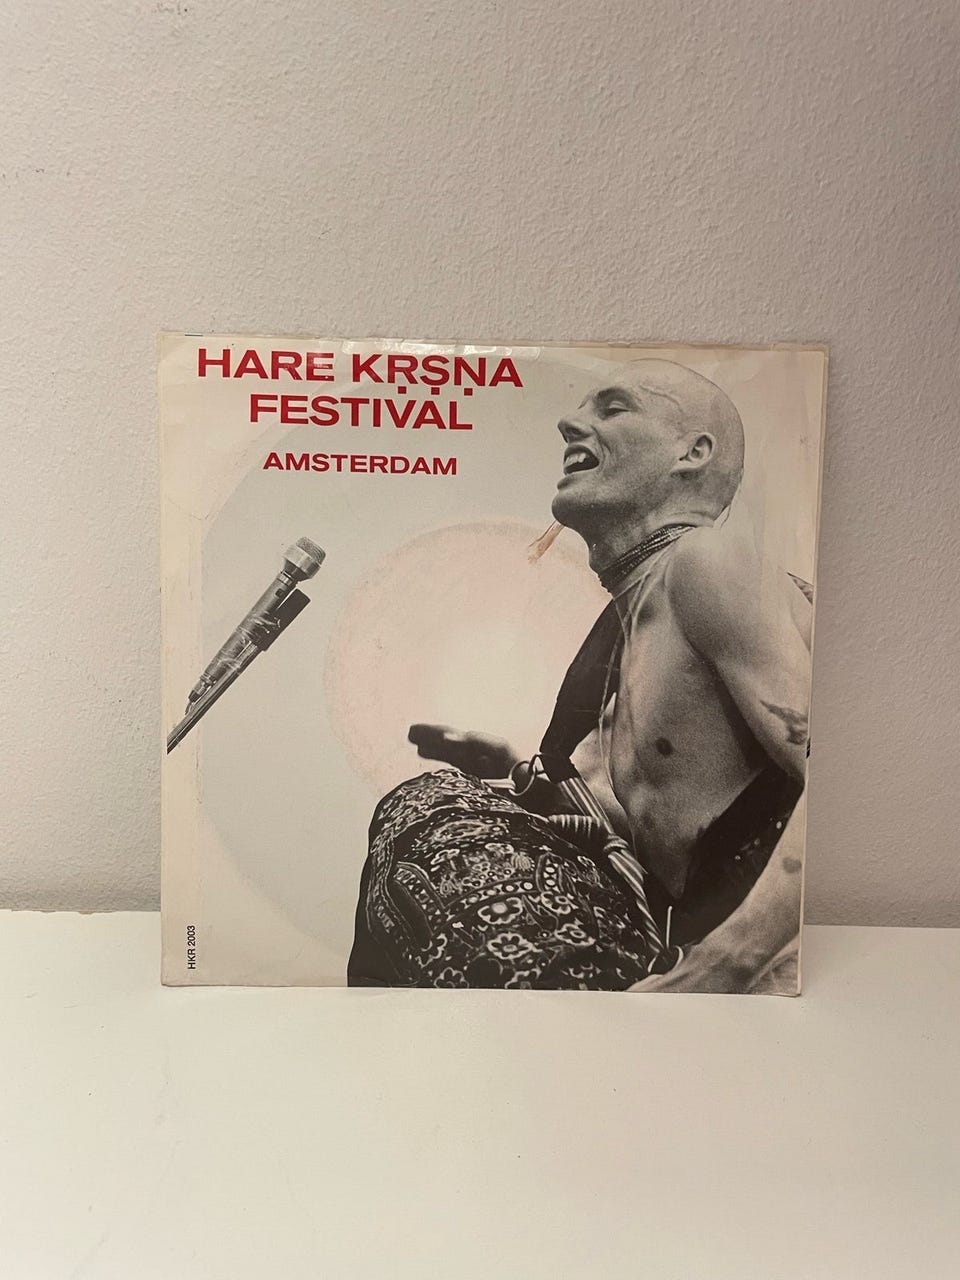 HARE KṚṢṆA
FESTIVAL
AMSTERDAM
HKR 2003